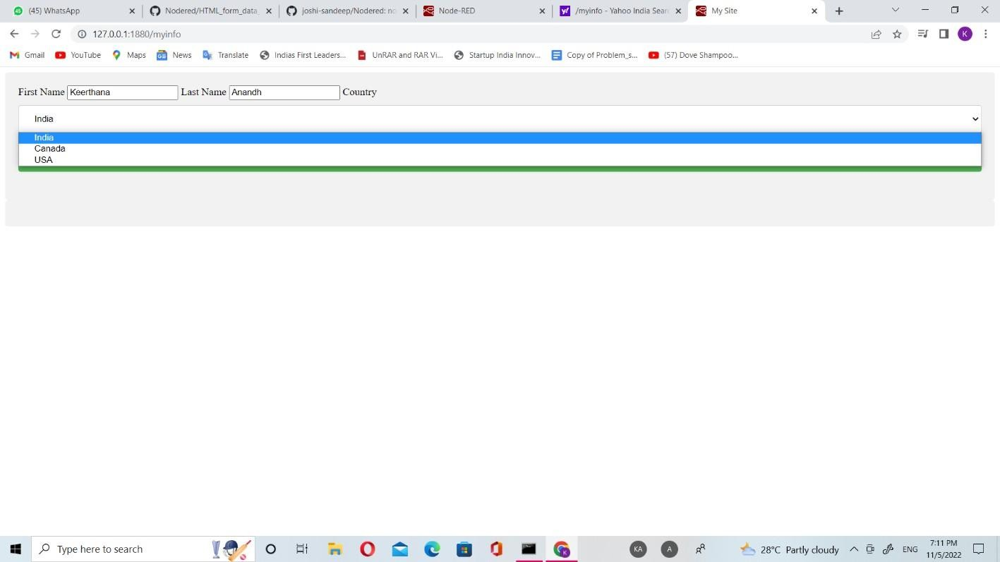 (45) WhatsApp
Nodered/HTML_form_data_
joshi-sandeep/Nodered: no
Node-RED
/myinfo - Yahoo India Sear
My Site
127.0.0.1:1880/myinfo
K
Gmail
YouTube
Maps
News
Translate
Indias First Leaders...
UnRAR and RAR Vi...
Startup India Innov...
Copy of Problem_s...
(57) Dove Shampoo...
First Name Keerthana Last Name Anandh Country
India
India
Canada
USA
Type here to search
KA
A
28°C Partly cloudy
ENG
7:11 PM
11/5/2022